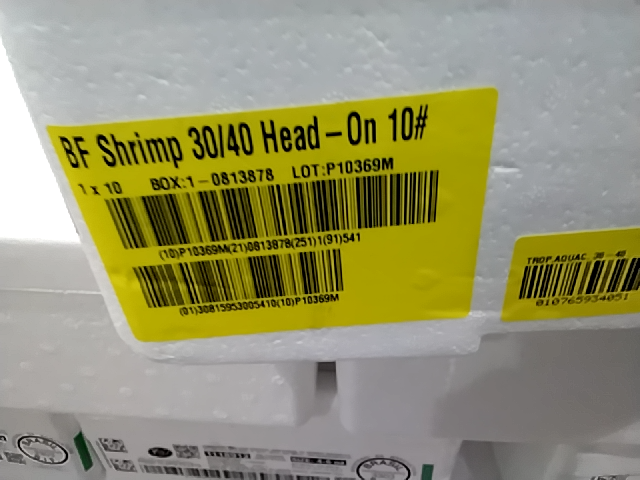 BF Shrimp 30/40 Head-On 10#
1 x 10 BOX:1-0813878 LOT:P10369M
(10)P10369M(21)0813878(251)1(91)541
(01)30815953005410(10)P10369M
TROP.AQUAC 30-40
010765934051